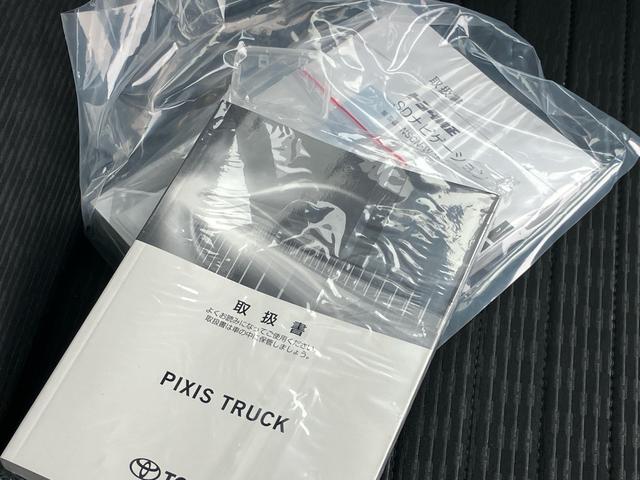 取扱書
SDナビゲーション
取扱書
よくお読みになってご使用ください
取扱書は車の中に保管しましょう。
PIXIS TRUCK